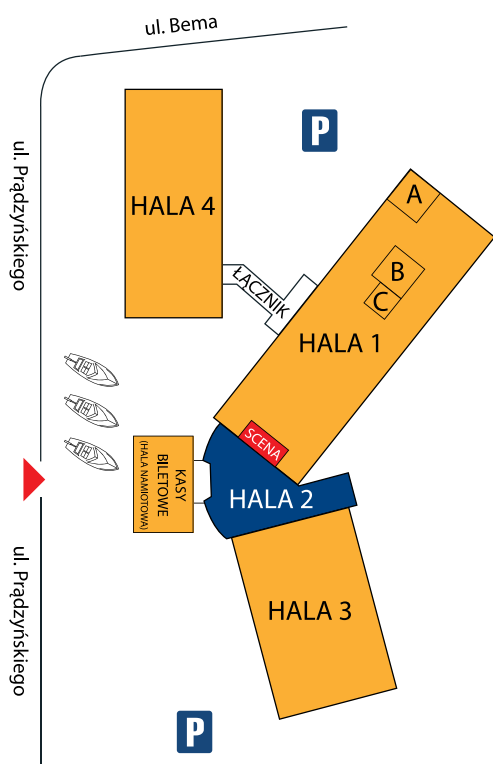 ul. Bema
ul. Prądzyńskiego
P
HALA 4
A
B
C
ŁĄCZNIK
HALA 1
SCENA
KASY
BILETOWE
(HALA NAMIOTOWA)
HALA 2
ul. Prądzyńskiego
HALA 3
P